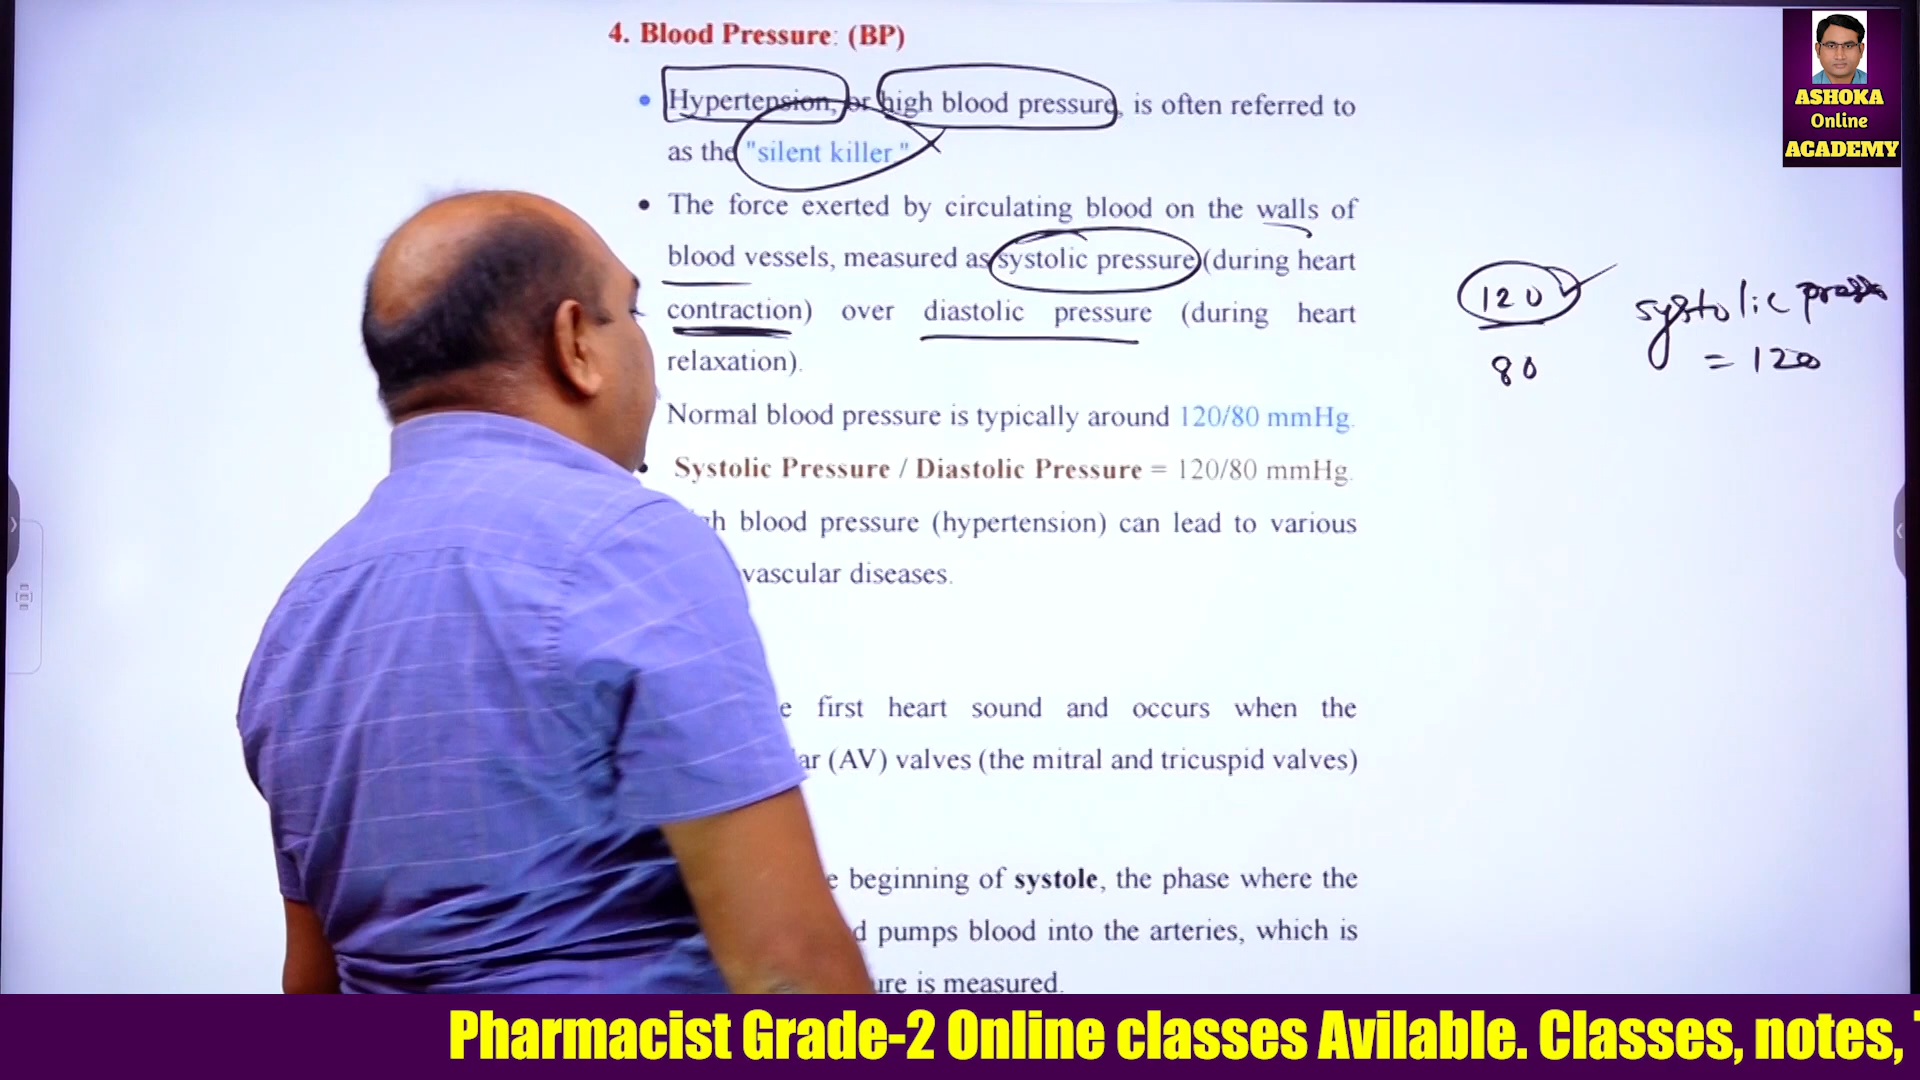 4. Blood Pressure: (BP)
Hypertension, or high blood pressure, is often referred to
as the "silent killer."
The force exerted by circulating blood on the walls of
blood vessels, measured as systolic pressure (during heart
contraction) over diastolic pressure (during heart
relaxation).
Normal blood pressure is typically around 120/80 mmHg.
Systolic Pressure / Diastolic Pressure = 120/80 mmHg.
blood pressure (hypertension) can lead to various
vascular diseases.
first heart sound and occurs when the
(AV) valves (the mitral and tricuspid valves)
beginning of systole, the phase where the
pumps blood into the arteries, which is
is measured.
120
80
systolic
= 120
ASHOKA
Online
ACADEMY
Pharmacist Grade-2 Online classes Avilable. Classes, notes,